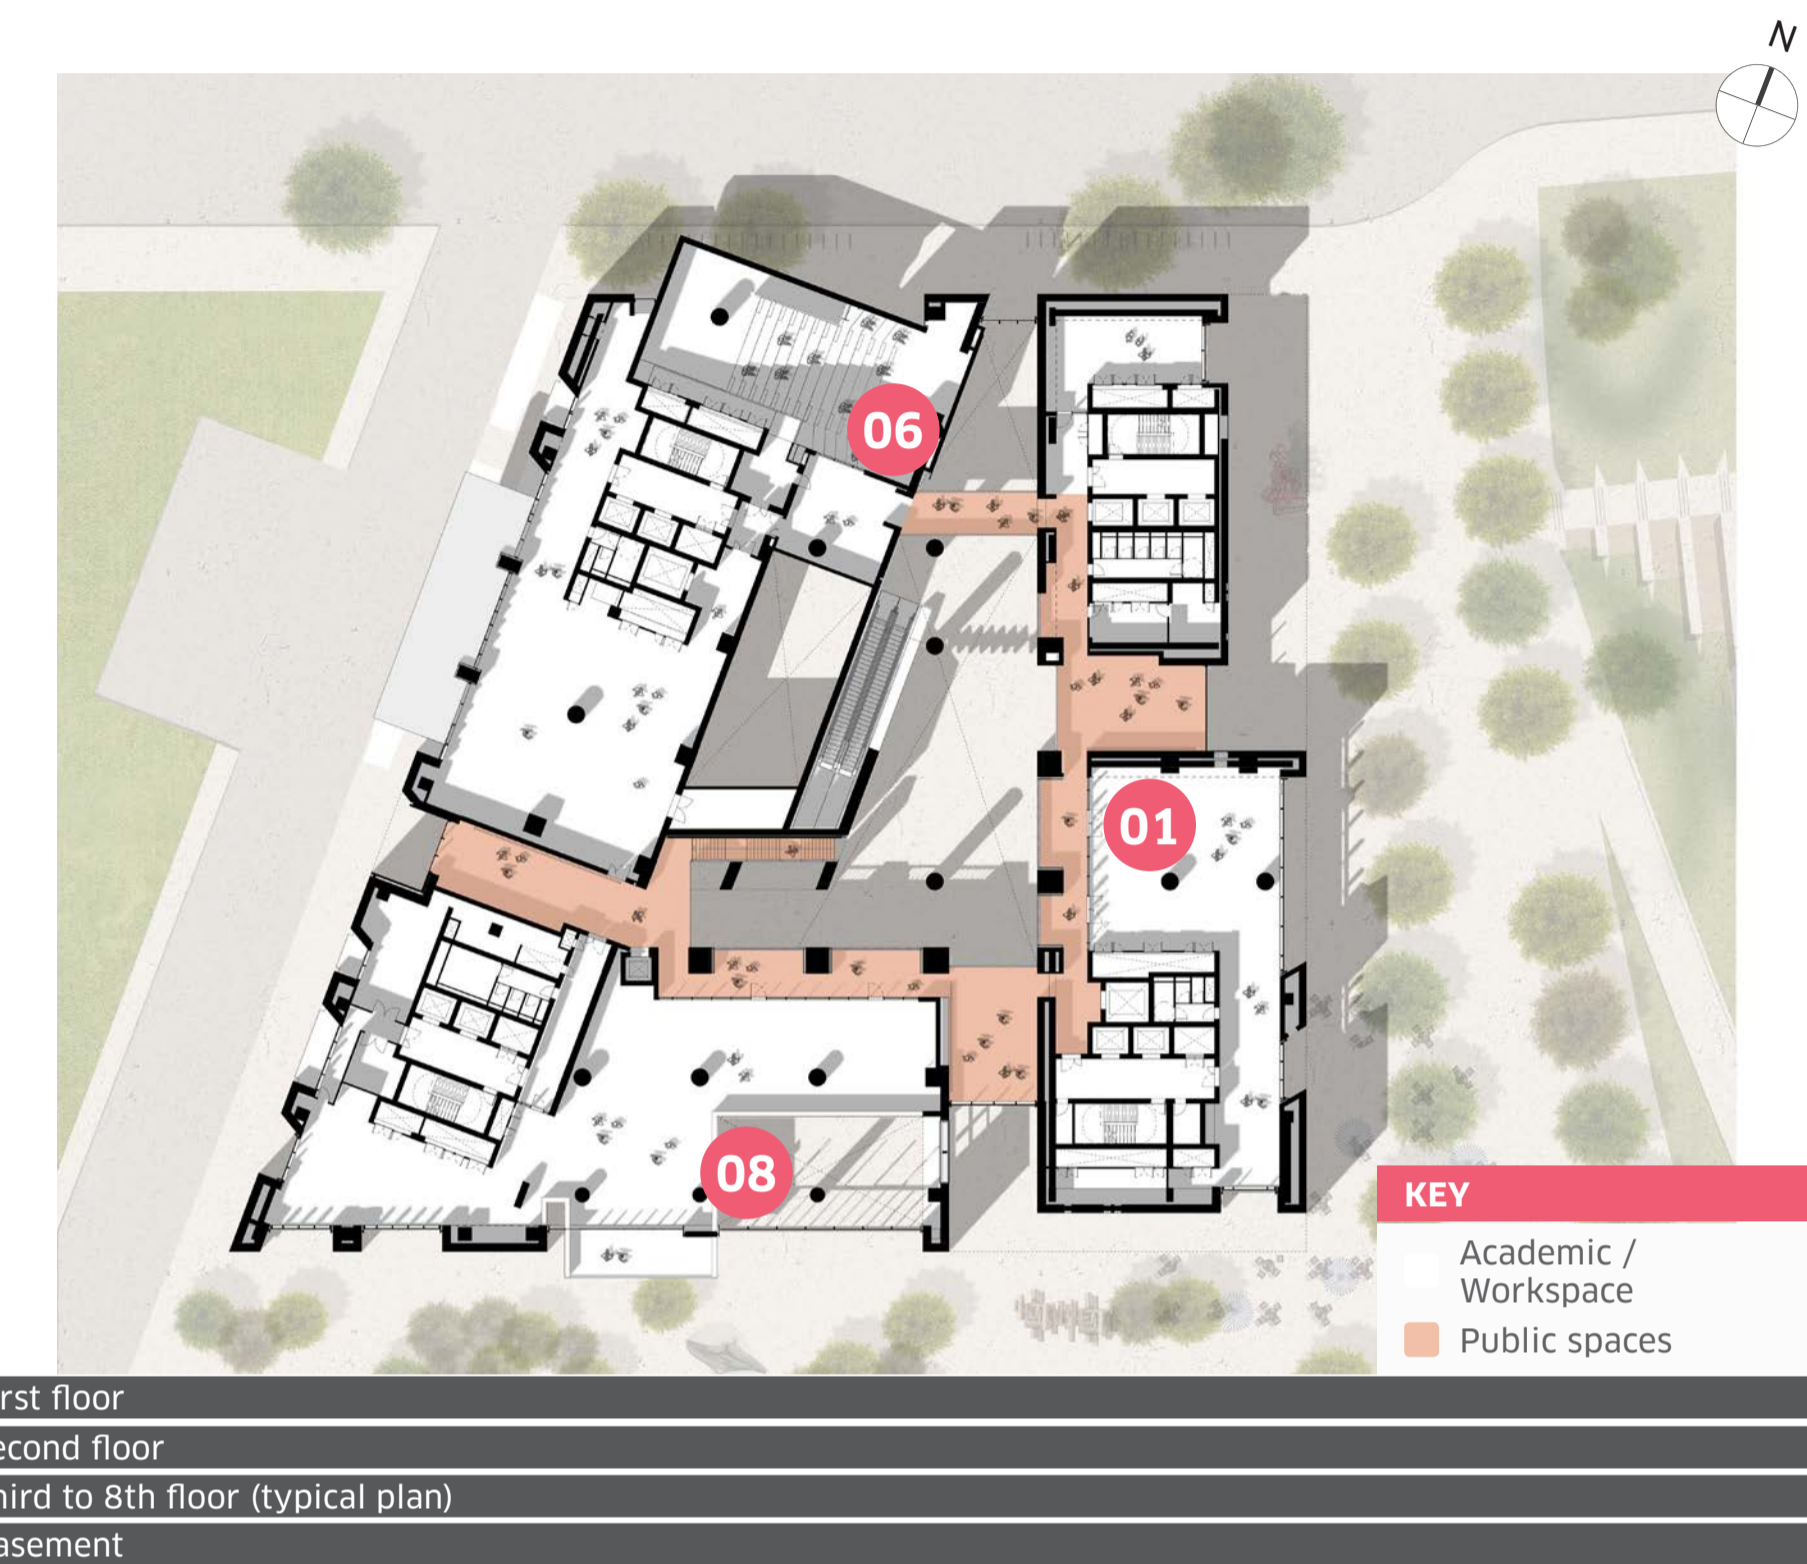 N
06
01
08
KEY
Academic /
Workspace
Public spaces
rst floor
econd floor
hird to 8th floor (typical plan)
asement